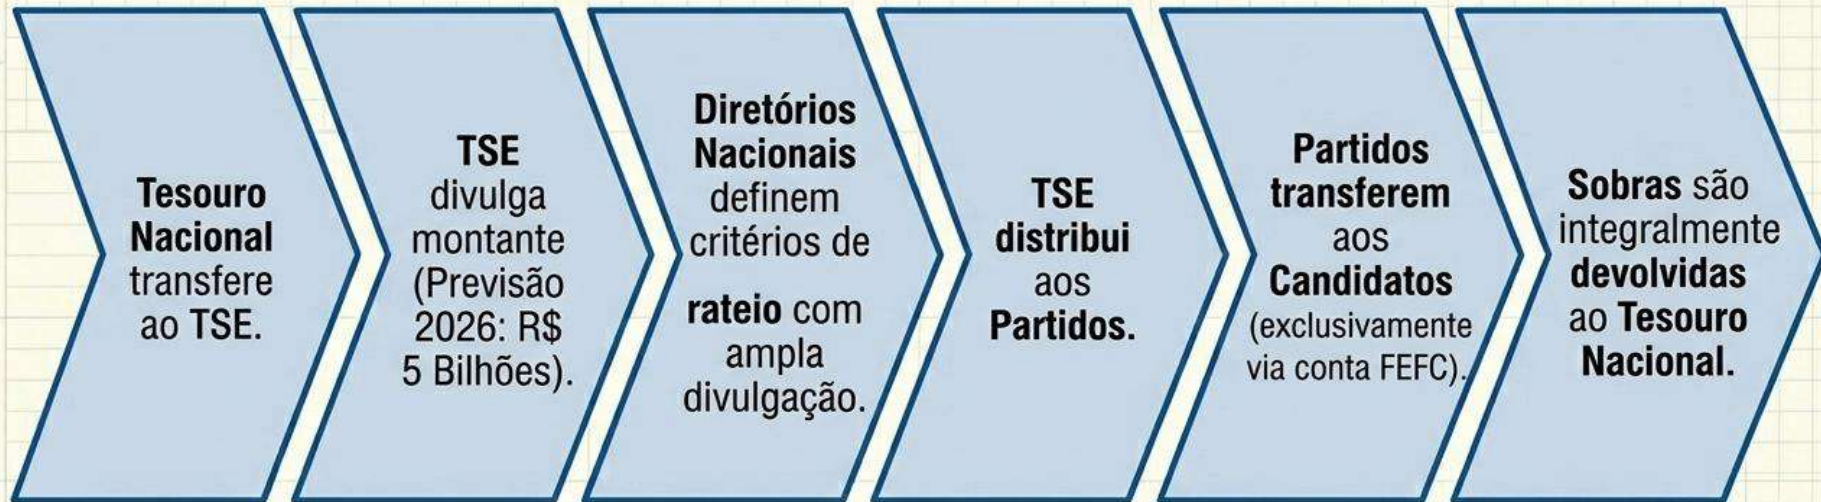 Tesouro
Nacional
transfere
ao TSE.
TSE
divulga
montante
(Previsão
2026: R$
5 Bilhões).
Diretórios
Nacionais
definem
critérios de
rateio com
ampla
divulgação.
TSE
distribui
aos
Partidos.
Partidos
transferem
aos
Candidatos
(exclusivamente
via conta FEFC).
Sobras são
integralmente
devolvidas
ao Tesouro
Nacional.